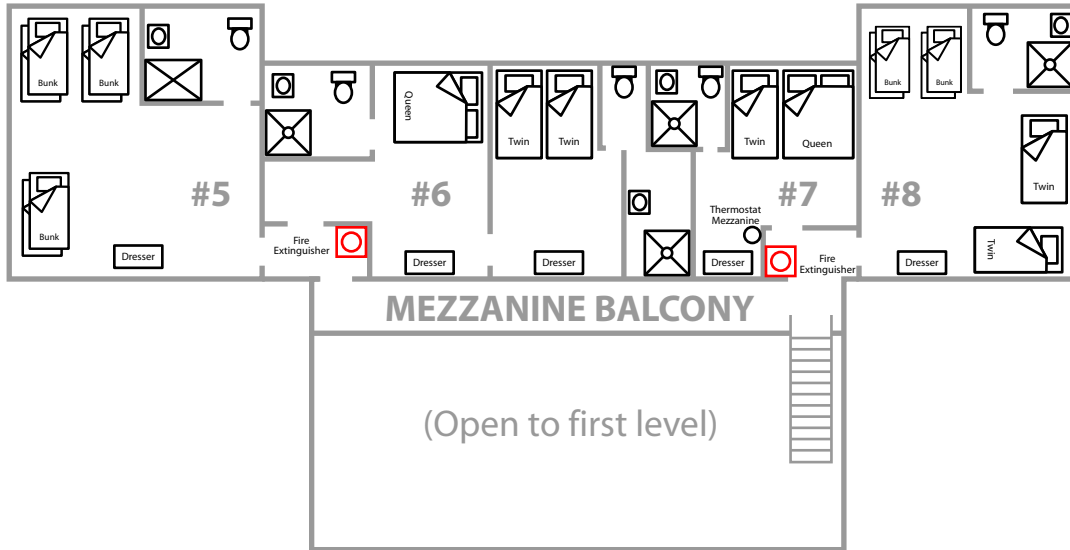 Bunk
Bunk
Bunk
#5
Dresser
Fire
Extinguisher
Queen
#6
Dresser
Twin
Twin
Dresser
Twin
Queen
#7
Thermostat
Mezzanine
Dresser
Fire
Extinguisher
Bunk
Bunk
#8
Twin
Twin
Dresser
MEZZANINE BALCONY
(Open to first level)